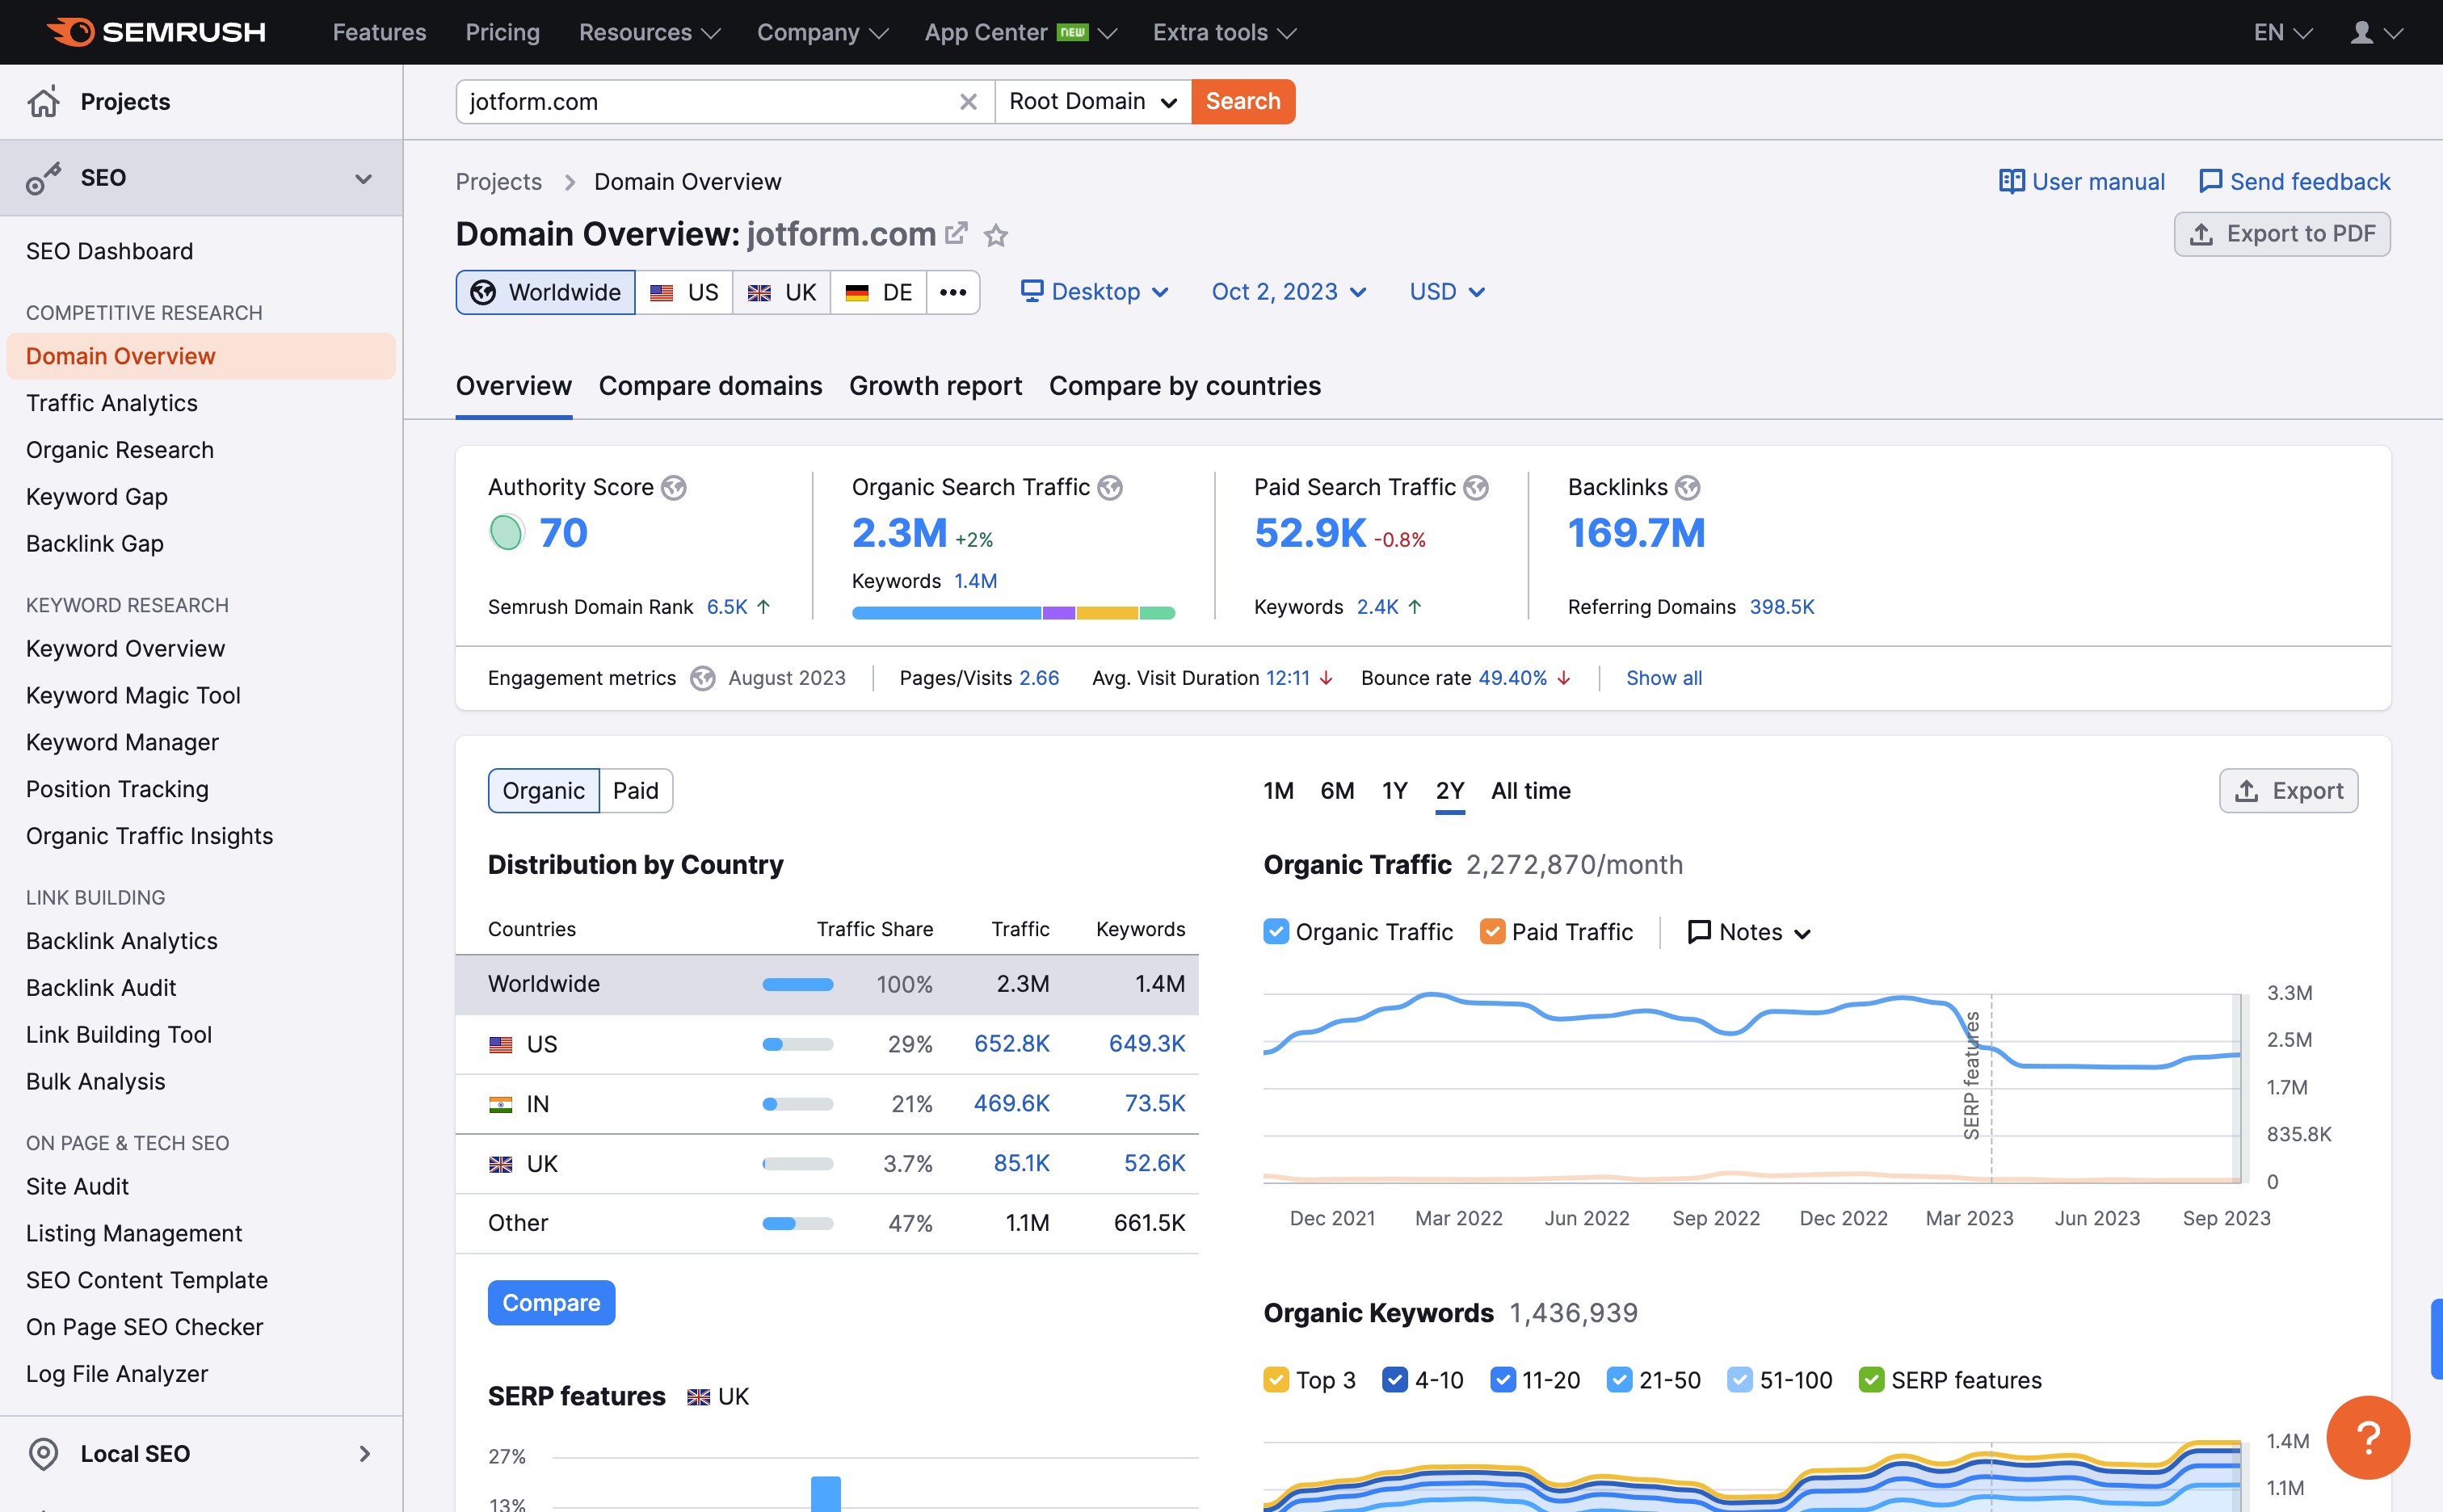 SEMRUSH Features Pricing Resources Company App Center NEW Extra tools EN
Projects
SEO
SEO Dashboard
COMPETITIVE RESEARCH
Domain Overview
Traffic Analytics
Organic Research
Keyword Gap
Backlink Gap
KEYWORD RESEARCH
Keyword Overview
Keyword Magic Tool
Keyword Manager
Position Tracking
Organic Traffic Insights
LINK BUILDING
Backlink Analytics
Backlink Audit
Link Building Tool
Bulk Analysis
ON PAGE & TECH SEO
Site Audit
Listing Management
SEO Content Template
On Page SEO Checker
Log File Analyzer
Local SEO
jotform.com Root Domain Search
Projects Domain Overview User manual Send feedback
Domain Overview: jotform.com Export to PDF
Worldwide US UK DE ••• Desktop Oct 2, 2023 USD
Overview Compare domains Growth report Compare by countries
Authority Score Organic Search Traffic Paid Search Traffic Backlinks
70 2.3M +2% 52.9K -0.8% 169.7M
Keywords 1.4M
Semrush Domain Rank 6.5K Keywords 2.4K Referring Domains 398.5K
Engagement metrics August 2023 Pages/Visits 2.66 Avg. Visit Duration 12:11 Bounce rate 49.40% Show all
Organic Paid
Distribution by Country
Countries Traffic Share Traffic Keywords
Worldwide 100% 2.3M 1.4M
US 29% 652.8K 649.3K
IN 21% 469.6K 73.5K
UK 3.7% 85.1K 52.6K
Other 47% 1.1M 661.5K
Compare
SERP features UK
27%
13%
1M 6M 1Y 2Y All time Export
Organic Traffic 2,272,870/month
Organic Traffic Paid Traffic Notes
3.3M
2.5M
1.7M
835.8K
0
SERP features
Dec 2021 Mar 2022 Jun 2022 Sep 2022 Dec 2022 Mar 2023 Jun 2023 Sep 2023
Organic Keywords 1,436,939
Top 3 4-10 11-20 21-50 51-100 SERP features
1.4M
1.1M
?